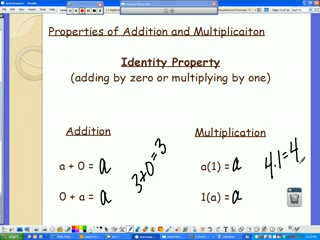 Properties of Addition and Multiplicaiton
Identity Property
(adding by zero or multiplying by one)
Addition
Multiplication
a + 0 = a
3+0=3
a(1) = a
4·1=4
0 + a = a
1(a) = a